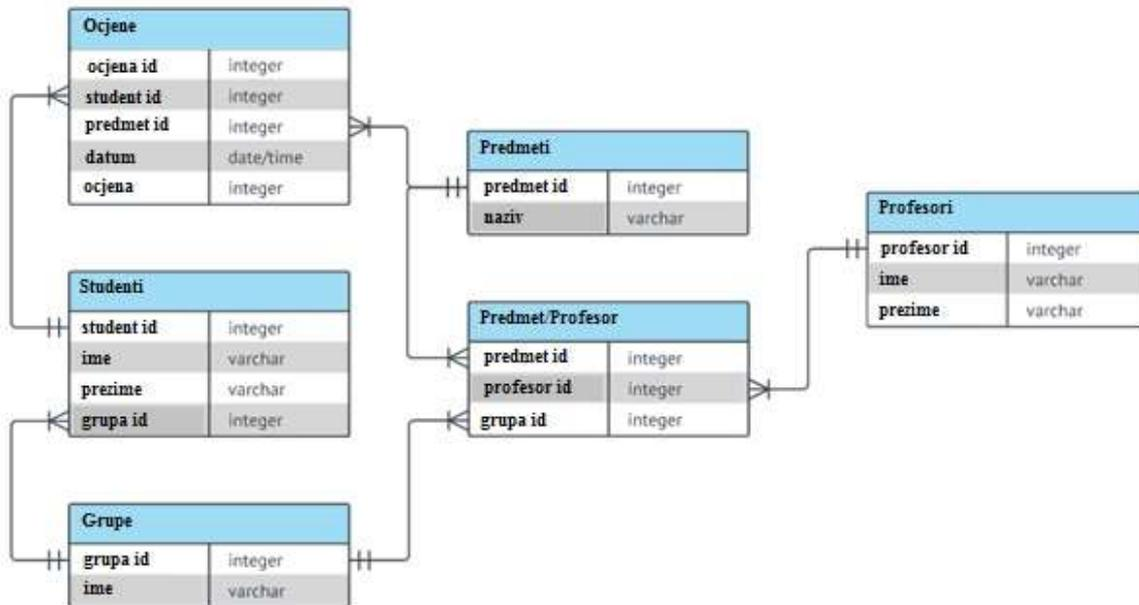 Ocjene
ocjena id integer
student id integer
predmet id integer
datum date/time
ocjena integer
Predmeti
predmet id integer
naziv varchar
Profesori
profesor id integer
ime varchar
prezime varchar
Studenti
student id integer
ime varchar
prezime varchar
grupa id integer
Predmet/Profesor
predmet id integer
profesor id integer
grupa id integer
Grupe
grupa id integer
ime varchar